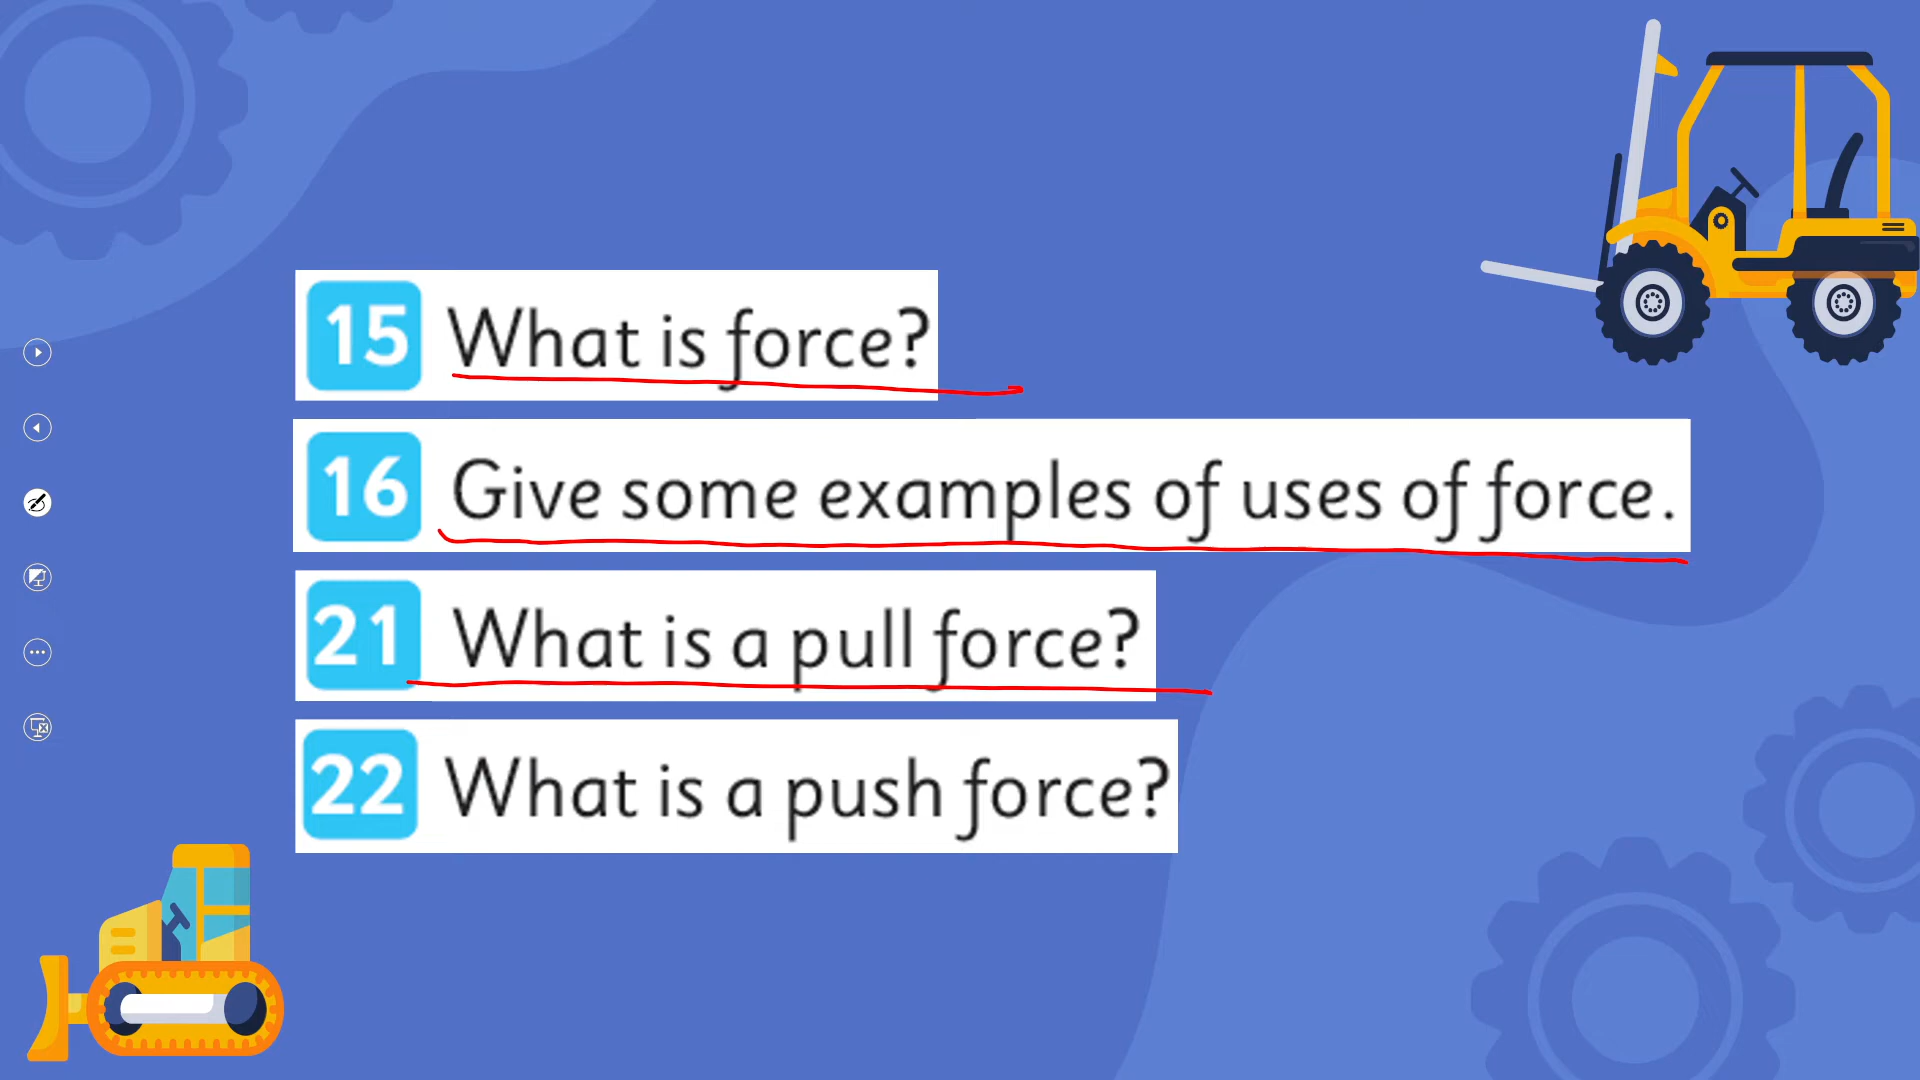 15 What is force?
16 Give some examples of uses of force.
21 What is a pull force?
22 What is a push force?